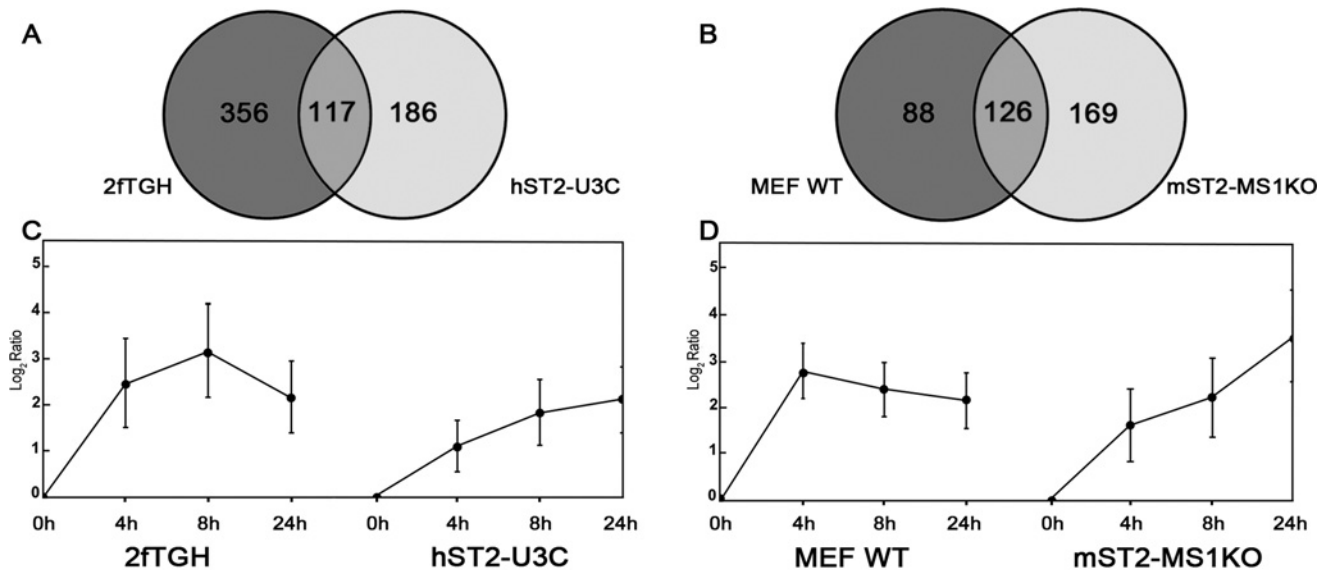 A
356 117 186
2fTGH
hST2-U3C
B
88 126 169
MEF WT
mST2-MS1KO
C
Log2 Ratio
5
4
3
2
1
0
0h 4h 8h 24h 0h 4h 8h 24h
2fTGH hST2-U3C
D
Log2 Ratio
5
4
3
2
1
0
0h 4h 8h 24h 0h 4h 8h 24h
MEF WT mST2-MS1KO